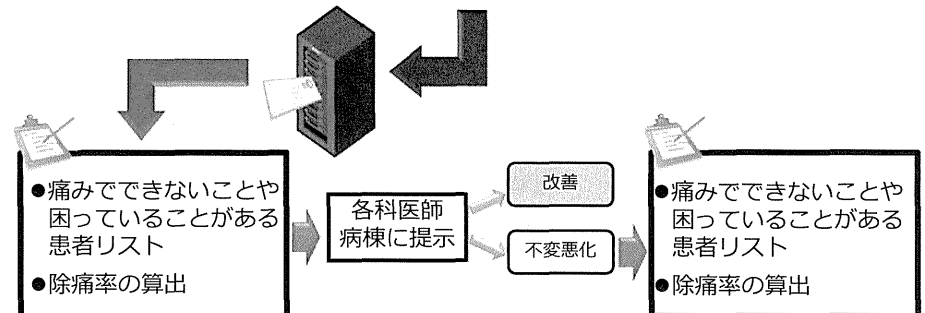 ●痛みでできないことや
困っていることがある
患者リスト
●除痛率の算出
各科医師
病棟に提示
改善
不変悪化
●痛みでできないことや
困っていることがある
患者リスト
●除痛率の算出